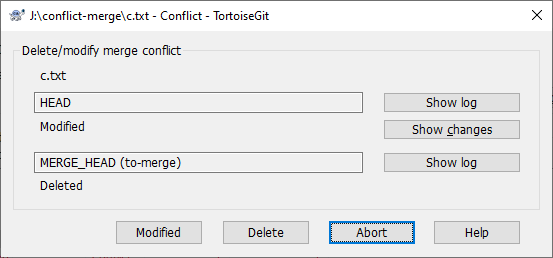 J:\conflict-merge\c.txt - Conflict - TortoiseGit
Delete/modify merge conflict
c.txt
HEAD
Show log
Modified
Show changes
MERGE_HEAD (to-merge)
Show log
Deleted
Modified
Delete
Abort
Help